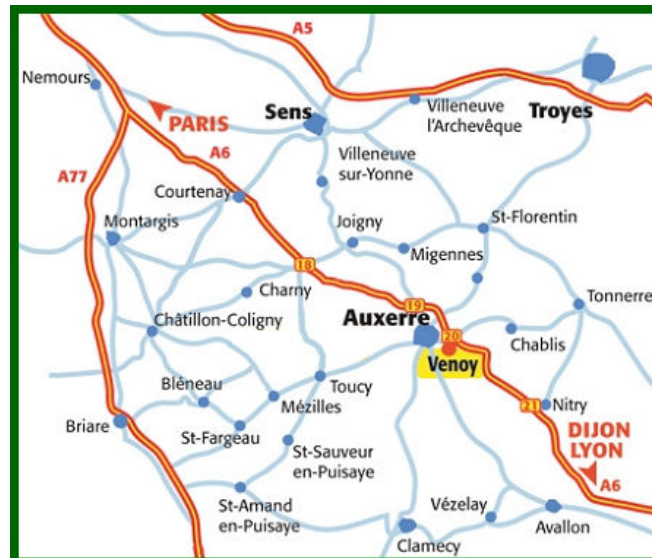 A5
Nemours
PARIS
Sens
Villeneuve
l'Archevêque
Troyes
A6
A77
Villeneuve
sur-Yonne
Courtenay
Montargis
Joigny
St-Florentin
Migennes
18
Charny
19
Tonnerre
Châtillon-Coligny
Auxerre
20
Chablis
Venoy
Bléneau
Toucy
Mézilles
21
Nitry
Briare
St-Fargeau
DIJON
LYON
St-Sauveur
en-Puisaye
A6
St-Amand
en-Puisaye
Vézelay
Avallon
Clamecy